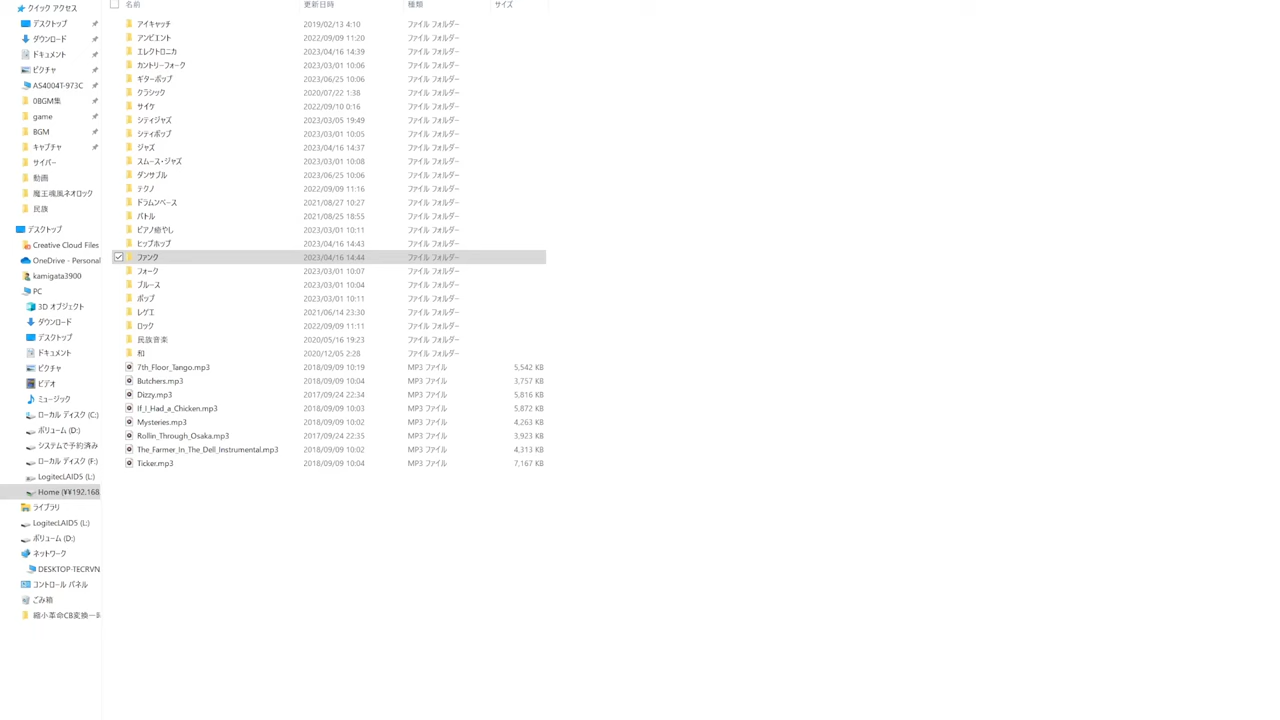 クイック アクセス
デスクトップ
ダウンロード
ドキュメント
ピクチャ
AS4004T-973C
0BGM集
game
BGM
キャプチャ
サイバー
動画
魔王魂風ネオロック
民族
デスクトップ
Creative Cloud Files
OneDrive - Personal
kamigata3900
PC
3D オブジェクト
ダウンロード
デスクトップ
ドキュメント
ピクチャ
ビデオ
ミュージック
ローカル ディスク (C:)
ボリューム (D:)
システムで予約済み
ローカル ディスク (F:)
LogitecLAID5 (L:)
Home (¥¥192.168.
ライブラリ
LogitecLAID5 (L:)
ボリューム (D:)
ネットワーク
DESKTOP-TECRVN
コントロール パネル
ごみ箱
縮小革命CB変換一時
名前 更新日時 種類 サイズ
アイキャッチ 2019/02/13 4:10 ファイル フォルダー
アンビエント 2022/09/09 11:20 ファイル フォルダー
エレクトロニカ 2023/04/16 14:39 ファイル フォルダー
カントリーフォーク 2023/03/01 10:06 ファイル フォルダー
ギターポップ 2023/06/25 10:06 ファイル フォルダー
クラシック 2020/07/22 1:38 ファイル フォルダー
サイケ 2022/09/10 0:16 ファイル フォルダー
シティジャズ 2023/03/05 19:49 ファイル フォルダー
シティポップ 2023/03/01 10:05 ファイル フォルダー
ジャズ 2023/04/16 14:37 ファイル フォルダー
スムース・ジャズ 2023/03/01 10:08 ファイル フォルダー
ダンサブル 2023/06/25 10:06 ファイル フォルダー
テクノ 2022/09/09 11:16 ファイル フォルダー
ドラムンベース 2021/08/27 10:27 ファイル フォルダー
バトル 2021/08/25 18:55 ファイル フォルダー
ピアノ癒やし 2023/03/01 10:11 ファイル フォルダー
ヒップホップ 2023/04/16 14:43 ファイル フォルダー
ファンク 2023/04/16 14:44 ファイル フォルダー
フォーク 2023/03/01 10:07 ファイル フォルダー
ブルース 2023/03/01 10:04 ファイル フォルダー
ポップ 2023/03/01 10:11 ファイル フォルダー
レゲエ 2021/06/14 23:30 ファイル フォルダー
ロック 2022/09/09 11:11 ファイル フォルダー
民族音楽 2020/05/16 19:23 ファイル フォルダー
和 2020/12/05 2:28 ファイル フォルダー
7th_Floor_Tango.mp3 2018/09/09 10:19 MP3 ファイル 5,542 KB
Butchers.mp3 2018/09/09 10:04 MP3 ファイル 3,757 KB
Dizzy.mp3 2017/09/24 22:34 MP3 ファイル 5,816 KB
If_I_Had_a_Chicken.mp3 2018/09/09 10:03 MP3 ファイル 5,872 KB
Mysteries.mp3 2018/09/09 10:02 MP3 ファイル 4,263 KB
Rollin_Through_Osaka.mp3 2017/09/24 22:35 MP3 ファイル 3,923 KB
The_Farmer_In_The_Dell_Instrumental.mp3 2018/09/09 10:02 MP3 ファイル 4,313 KB
Ticker.mp3 2018/09/09 10:04 MP3 ファイル 7,167 KB